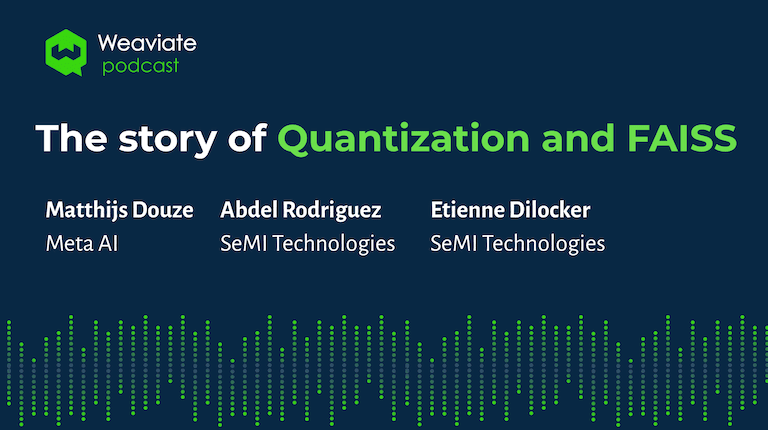 Weaviate
podcast
The story of Quantization and FAISS
Matthijs Douze Abdel Rodriguez Etienne Dilocker
Meta AI SeMI Technologies SeMI Technologies